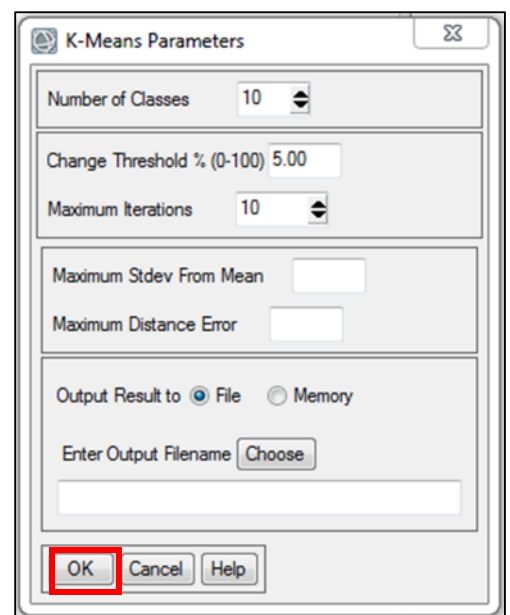 K-Means Parameters
Number of Classes 10
Change Threshold % (0-100) 5.00
Maximum Iterations 10
Maximum Stdev From Mean
Maximum Distance Error
Output Result to File Memory
Enter Output Filename Choose
OK Cancel Help